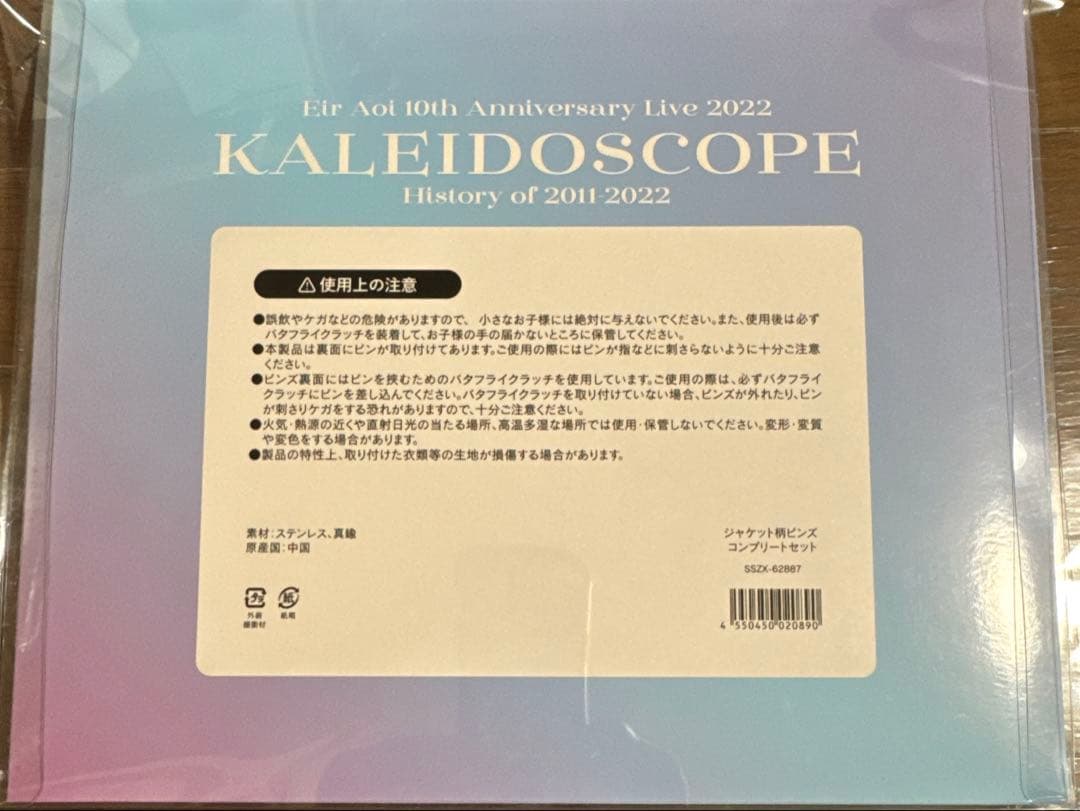 Eir Aoi 10th Anniversary Live 2022
KALEIDOSCOPE
History of 2011-2022
⚠使用上の注意
●誤飲やケガなどの危険がありますので、 小さなお子様には絶対に与えないでください。また、使用後は必ず
バタフライクラッチを装着して、お子様の手の届かないところに保管してください。
●本製品は裏面にピンが取り付けてあります。ご使用の際にはピンが指などに刺さらないように十分ご注意
ください。
●ピンズ裏面にはピンを挟むためのバタフライクラッチを使用しています。ご使用の際は、必ずバタフライ
クラッチにピンを差し込んでください。バタフライクラッチを取り付けていない場合、ピンズが外れたり、ピン
が刺さりケガをする恐れがありますので、十分ご注意ください。
●火気・熱源の近くや直射日光の当たる場所、高温多湿な場所では使用・保管しないでください。変形・変質
や変色をする場合があります。
●製品の特性上、取り付けた衣類等の生地が損傷する場合があります。
素材：ステンレス、真鍮
原産国：中国
ジャケット柄ピンズ
コンプリートセット
SSZX-62887
プラ
紙
外袋
緩衝材
紙箱
4 550450 020890